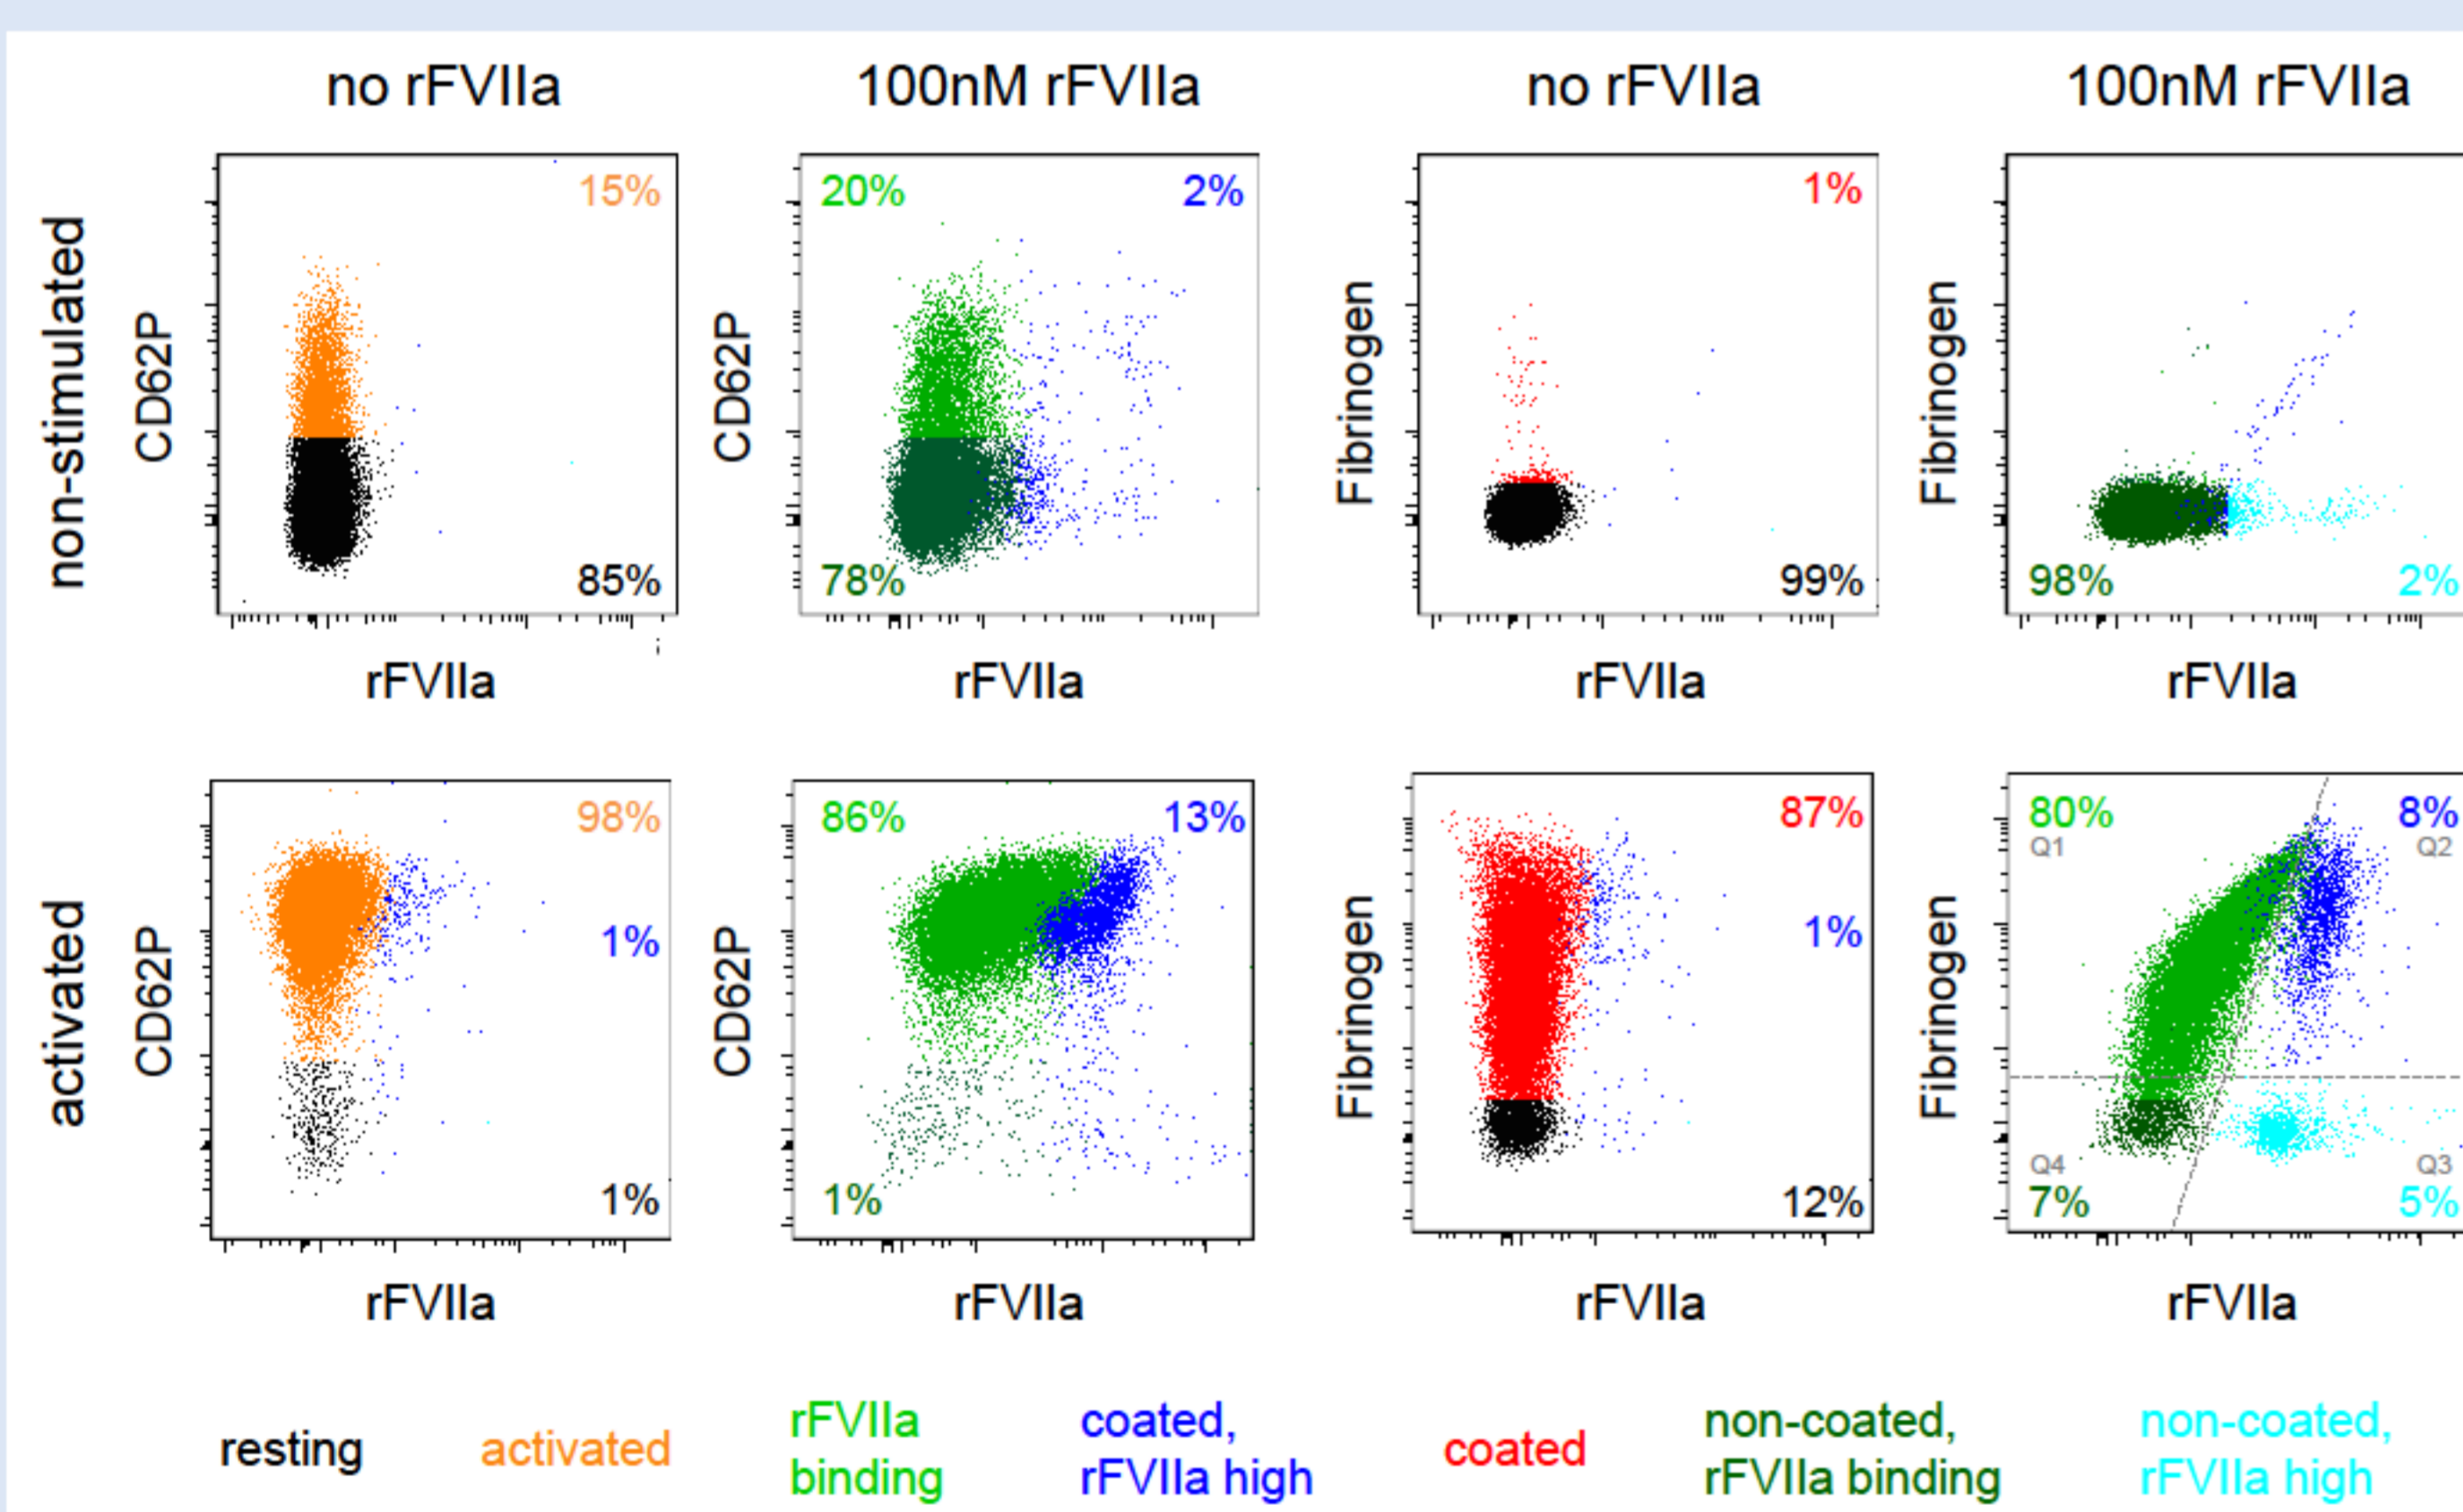 no rFVIIa
100nM rFVIIa
no rFVIIa
100nM rFVIIa
non-stimulated
CD62P
15%
85%
rFVIIa
CD62P
20%
2%
78%
rFVIIa
Fibrinogen
1%
99%
rFVIIa
Fibrinogen
98%
2%
rFVIIa
activated
CD62P
98%
1%
1%
rFVIIa
CD62P
86%
13%
1%
rFVIIa
Fibrinogen
87%
1%
12%
rFVIIa
Fibrinogen
80%
8%
Q1
Q2
Q4
Q3
7%
5%
rFVIIa
resting
activated
rFVIIa
binding
coated,
rFVIIa high
coated
non-coated,
rFVIIa binding
non-coated,
rFVIIa high